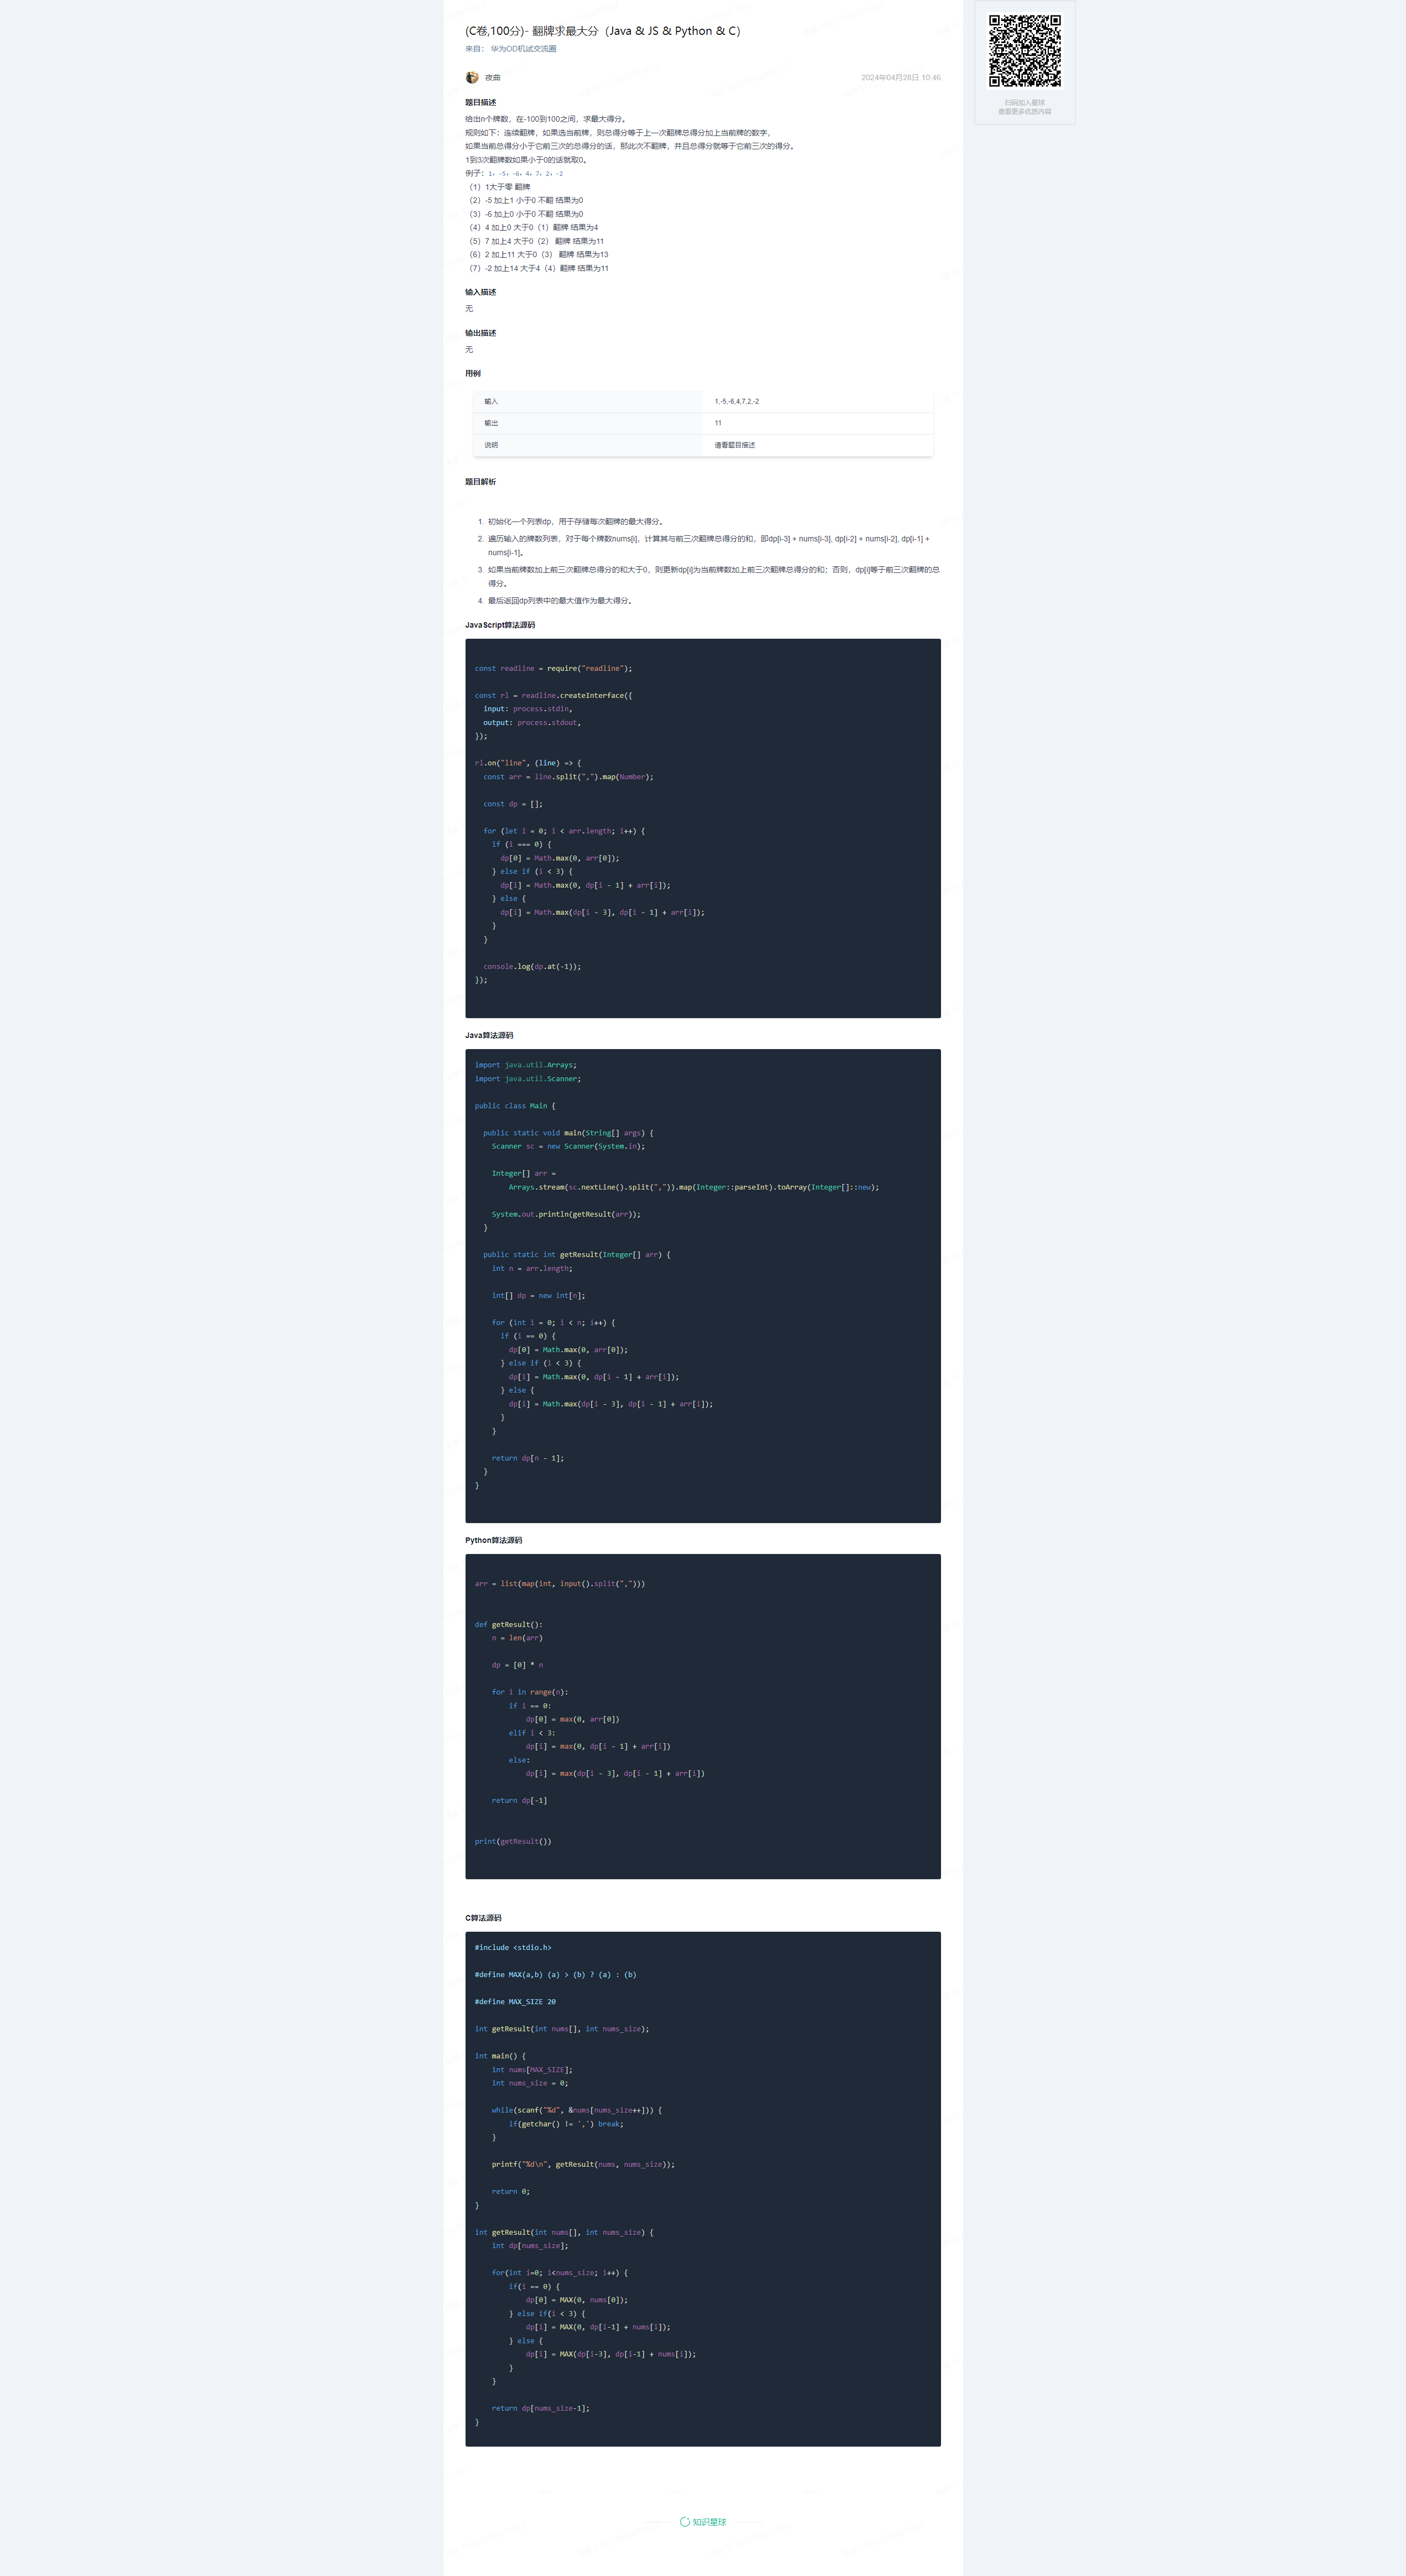 (C卷,100分)- 翻牌求最大分（Java & JS & Python & C）
来自： 华为OD机试交流圈
夜曲
2024年04月28日 10:46
扫码加入星球
查看更多优质内容
题目描述
给出n个牌数，在-100到100之间，求最大得分。
规则如下：连续翻牌，如果选当前牌，则总得分等于上一次翻牌总得分加上当前牌的数字，
如果当前总得分小于它前三次的总得分的话，那此次不翻牌，并且总得分就等于它前三次的得分。
1到3次翻牌数如果小于0的话就取0。
例子：1，-5，-6，4，7，2，-2
（1）1大于零 翻牌
（2）-5 加上1 小于0 不翻 结果为0
（3）-6 加上0 小于0 不翻 结果为0
（4）4 加上0 大于0（1）翻牌 结果为4
（5）7 加上4 大于0（2） 翻牌 结果为11
（6）2 加上11 大于0（3） 翻牌 结果为13
（7）-2 加上14 大于4（4）翻牌 结果为11
输入描述
无
输出描述
无
用例
输入 1,-5,-6,4,7,2,-2
输出 11
说明 请看题目描述
题目解析
1. 初始化一个列表dp，用于存储每次翻牌的最大得分。
2. 遍历输入的牌数列表，对于每个牌数nums[i]，计算其与前三次翻牌总得分的和，即dp[i-3] + nums[i-3], dp[i-2] + nums[i-2], dp[i-1] +
nums[i-1]。
3. 如果当前牌数加上前三次翻牌总得分的和大于0，则更新dp[i]为当前牌数加上前三次翻牌总得分的和；否则，dp[i]等于前三次翻牌的总
得分。
4. 最后返回dp列表中的最大值作为最大得分。
JavaScript算法源码
const readline = require("readline");
const rl = readline.createInterface({
  input: process.stdin,
  output: process.stdout,
});
rl.on("line", (line) => {
  const arr = line.split(",").map(Number);
  const dp = [];
  for (let i = 0; i < arr.length; i++) {
    if (i === 0) {
      dp[0] = Math.max(0, arr[0]);
    } else if (i < 3) {
      dp[i] = Math.max(0, dp[i - 1] + arr[i]);
    } else {
      dp[i] = Math.max(dp[i - 3], dp[i - 1] + arr[i]);
    }
  }
  console.log(dp.at(-1));
});
Java算法源码
import java.util.Arrays;
import java.util.Scanner;
public class Main {
  public static void main(String[] args) {
    Scanner sc = new Scanner(System.in);
    Integer[] arr =
        Arrays.stream(sc.nextLine().split(",")).map(Integer::parseInt).toArray(Integer[]::new);
    System.out.println(getResult(arr));
  }
  public static int getResult(Integer[] arr) {
    int n = arr.length;
    int[] dp = new int[n];
    for (int i = 0; i < n; i++) {
      if (i == 0) {
        dp[0] = Math.max(0, arr[0]);
      } else if (i < 3) {
        dp[i] = Math.max(0, dp[i - 1] + arr[i]);
      } else {
        dp[i] = Math.max(dp[i - 3], dp[i - 1] + arr[i]);
      }
    }
    return dp[n - 1];
  }
}
Python算法源码
arr = list(map(int, input().split(",")))
def getResult():
    n = len(arr)
    dp = [0] * n
    for i in range(n):
        if i == 0:
            dp[0] = max(0, arr[0])
        elif i < 3:
            dp[i] = max(0, dp[i - 1] + arr[i])
        else:
            dp[i] = max(dp[i - 3], dp[i - 1] + arr[i])
    return dp[-1]
print(getResult())
C算法源码
#include <stdio.h>
#define MAX(a,b) (a) > (b) ? (a) : (b)
#define MAX_SIZE 20
int getResult(int nums[], int nums_size);
int main() {
    int nums[MAX_SIZE];
    int nums_size = 0;
    while(scanf("%d", &nums[nums_size++])) {
        if(getchar() != ',') break;
    }
    printf("%d\n", getResult(nums, nums_size));
    return 0;
}
int getResult(int nums[], int nums_size) {
    int dp[nums_size];
    for(int i=0; i<nums_size; i++) {
        if(i == 0) {
            dp[0] = MAX(0, nums[0]);
        } else if(i < 3) {
            dp[i] = MAX(0, dp[i-1] + nums[i]);
        } else {
            dp[i] = MAX(dp[i-3], dp[i-1] + nums[i]);
        }
    }
    return dp[nums_size-1];
}
知识星球